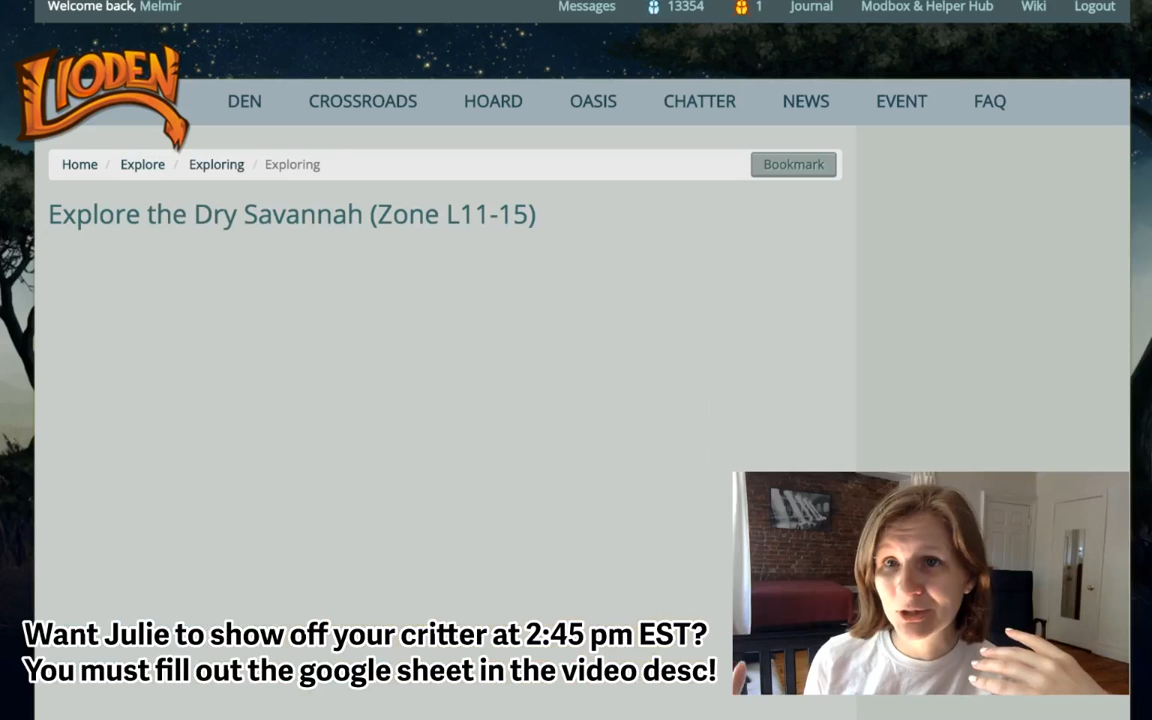 Welcome back, Melmir
Messages 13354 1 Journal Modbox & Helper Hub Wiki Logout
LIODEN
DEN CROSSROADS HOARD OASIS CHATTER NEWS EVENT FAQ
Home / Explore / Exploring / Exploring
Bookmark
Explore the Dry Savannah (Zone L11-15)
Want Julie to show off your critter at 2:45 pm EST?
You must fill out the google sheet in the video desc!